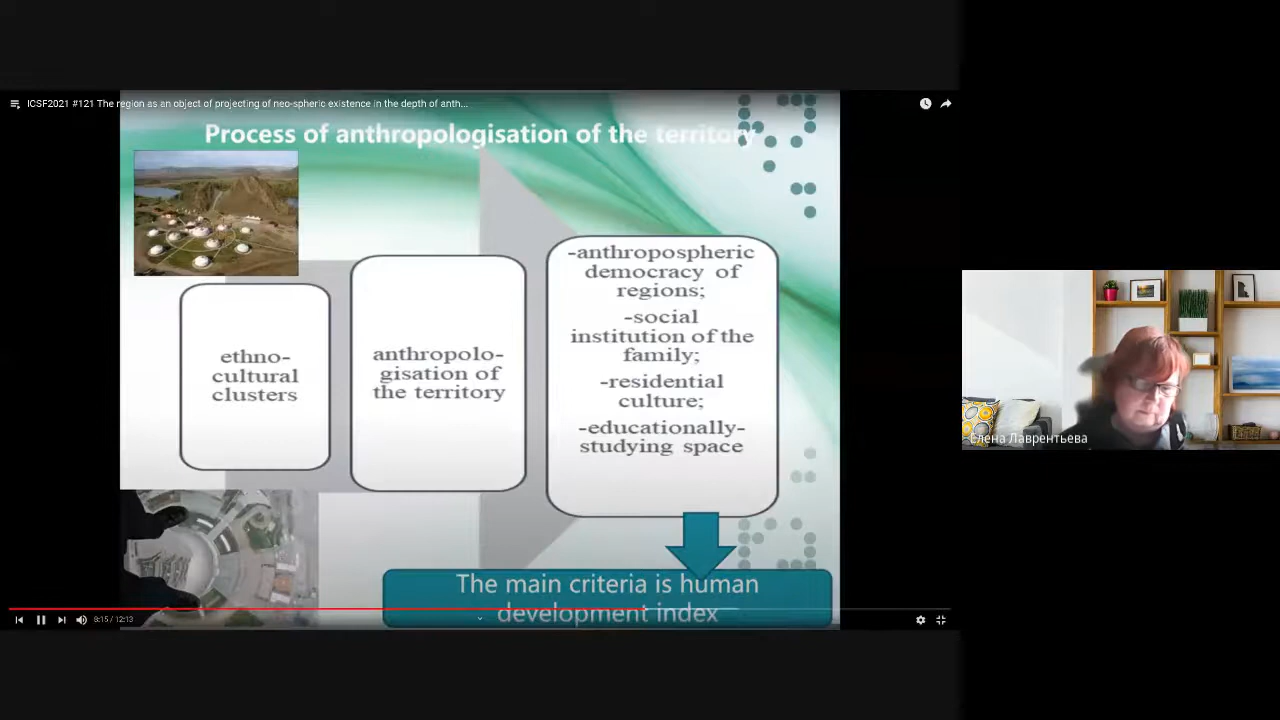 ICSF2021 #121 The region as an object of projecting of neo-spheric existence in the depth of anth...
Process of anthropologisation of the territory
ethno-
cultural
clusters
anthropolo-
gisation of
the territory
-anthropospheric
democracy of
regions;
-social
institution of the
family;
-residential
culture;
-educationally-
studying space
The main criteria is human
development index
8:15 / 12:13
Елена Лаврентьева